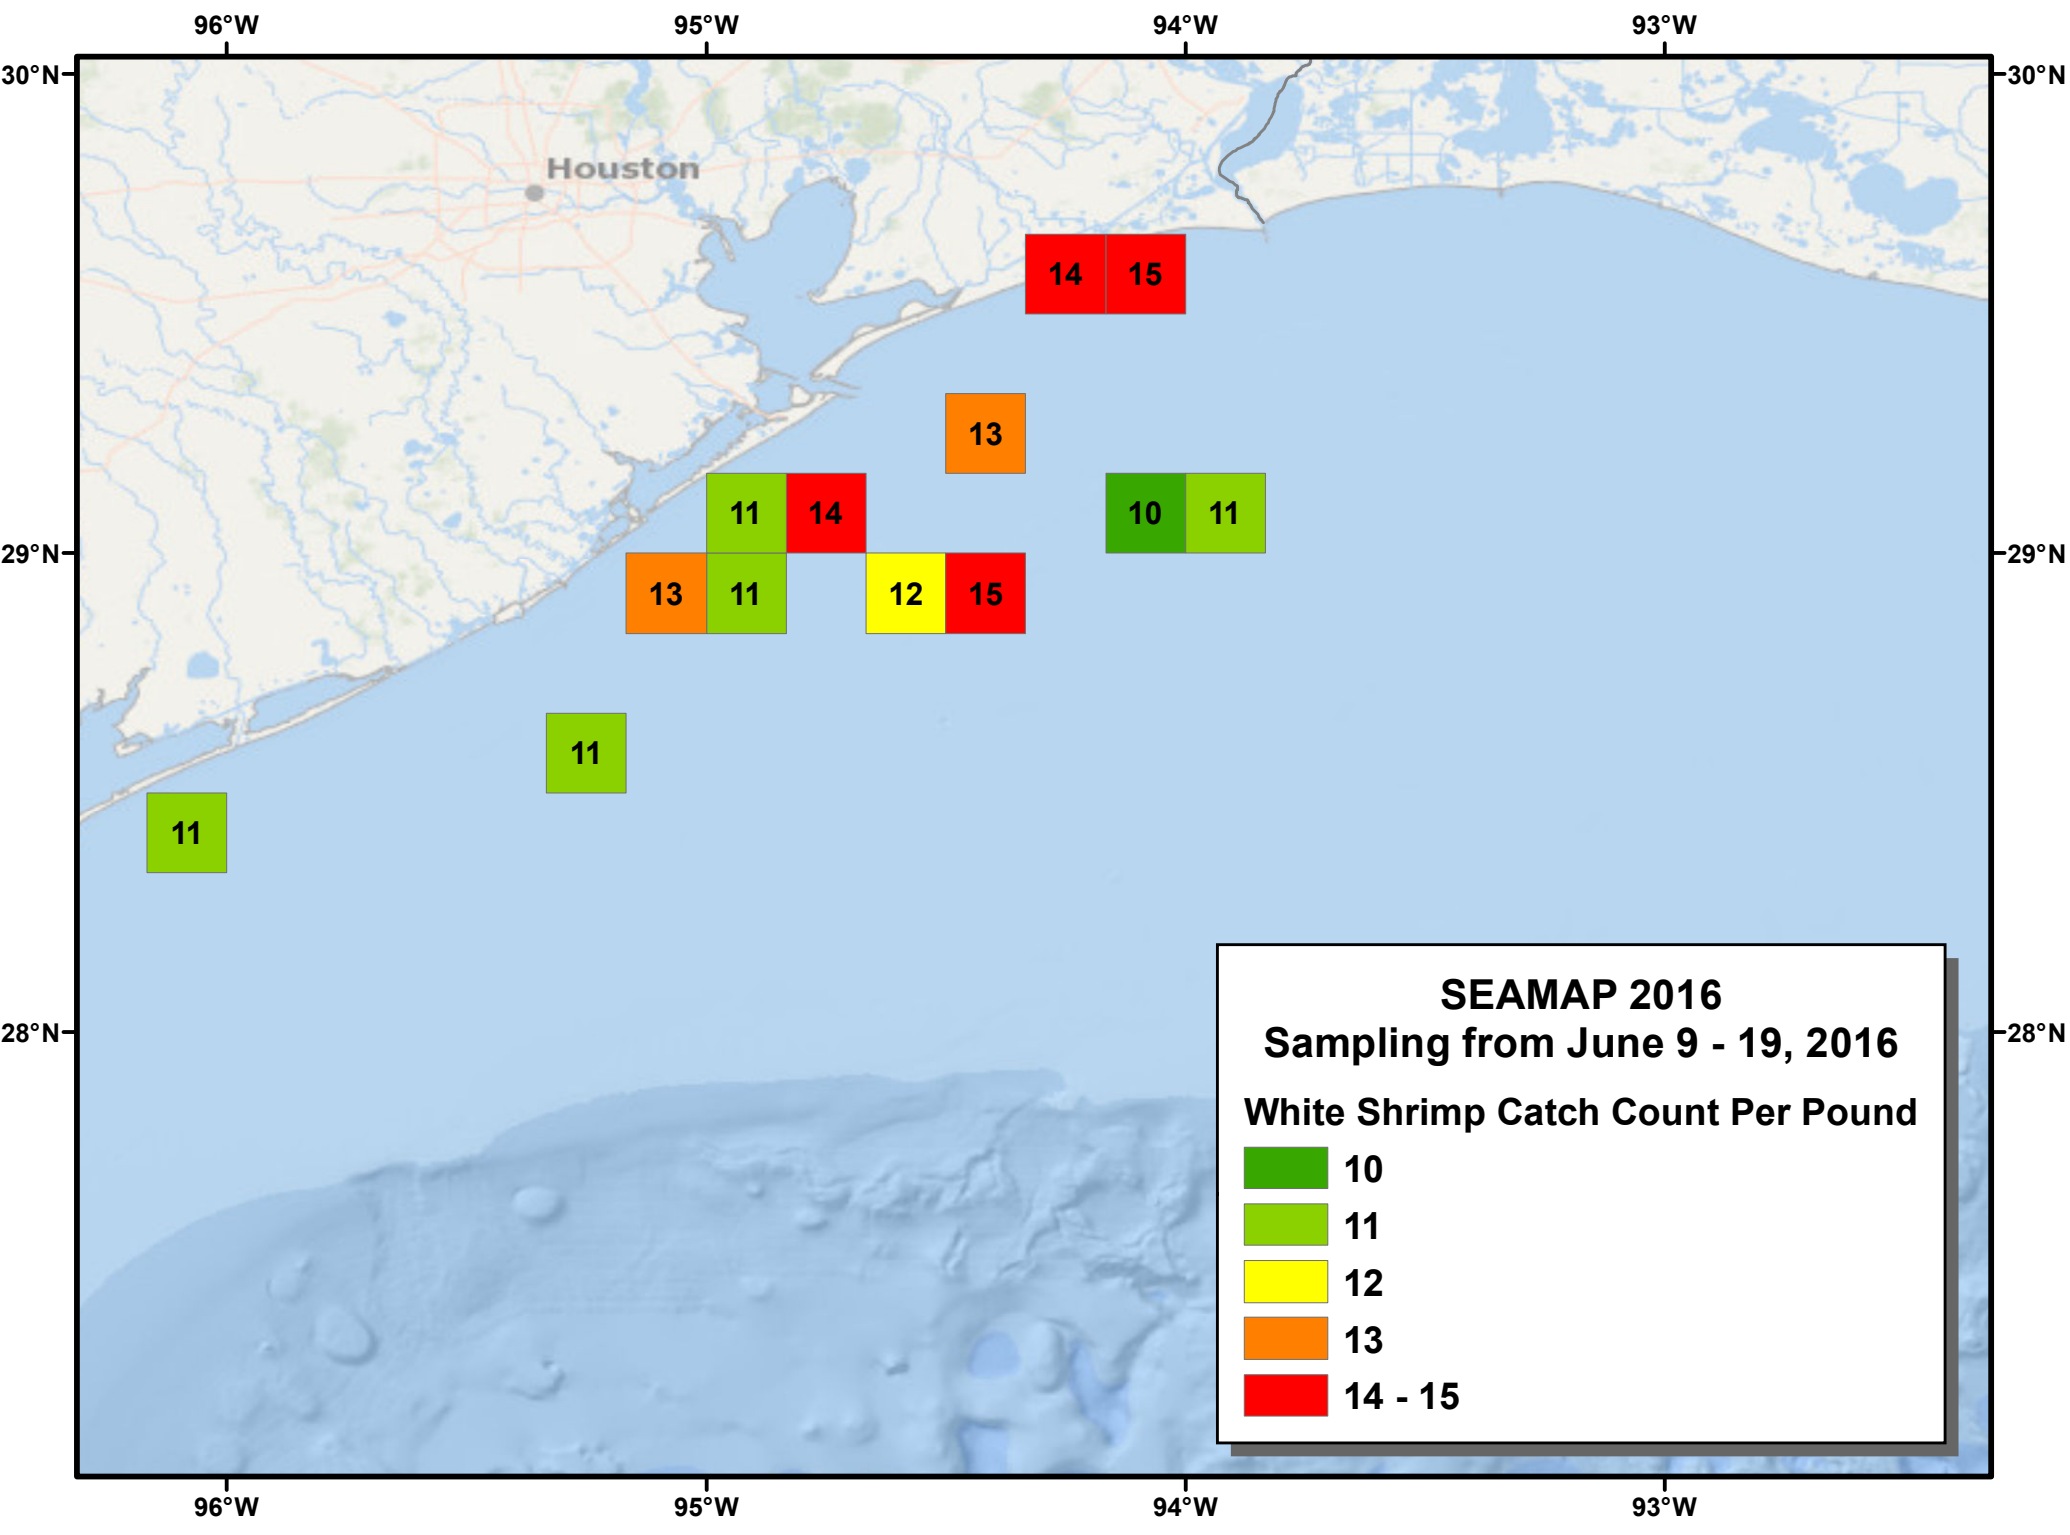 96°W 95°W 94°W 93°W
30°N 30°N
Houston
14 15
13
11 14 10 11
29°N 29°N
13 11 12 15
11
11
SEAMAP 2016
28°N Sampling from June 9 - 19, 2016 28°N
White Shrimp Catch Count Per Pound
10
11
12
13
14 - 15
96°W 95°W 94°W 93°W